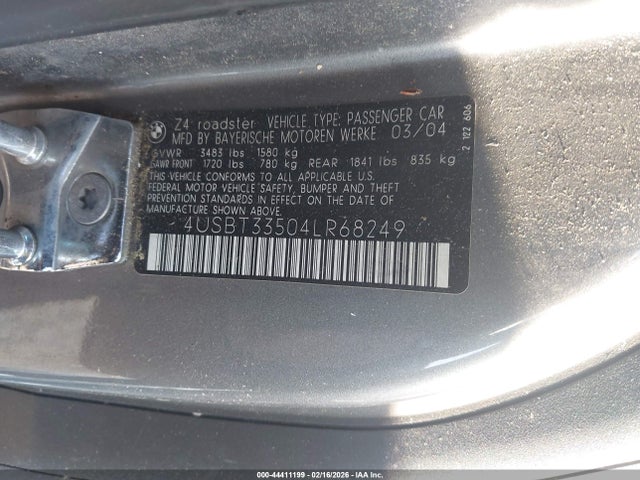 Z4 roadster VEHICLE TYPE: PASSENGER CAR
MFD BY BAYERISCHE MOTOREN WERKE 03/04
GVWR 3483 lbs 1580 kg
GAWR FRONT 1720 lbs 780 kg REAR 1841 lbs 835 kg
THIS VEHICLE CONFORMS TO ALL APPLICABLE U.S.
FEDERAL MOTOR VEHICLE SAFETY, BUMPER AND THEFT
PREVENTION STANDARDS IN EFFECT ON THE DATE OF
MANUFACTURE SHOWN ABOVE.
4USBT33504LR68249
2 122 606
000-44411199 - 02/16/2026 - IAAI.COM